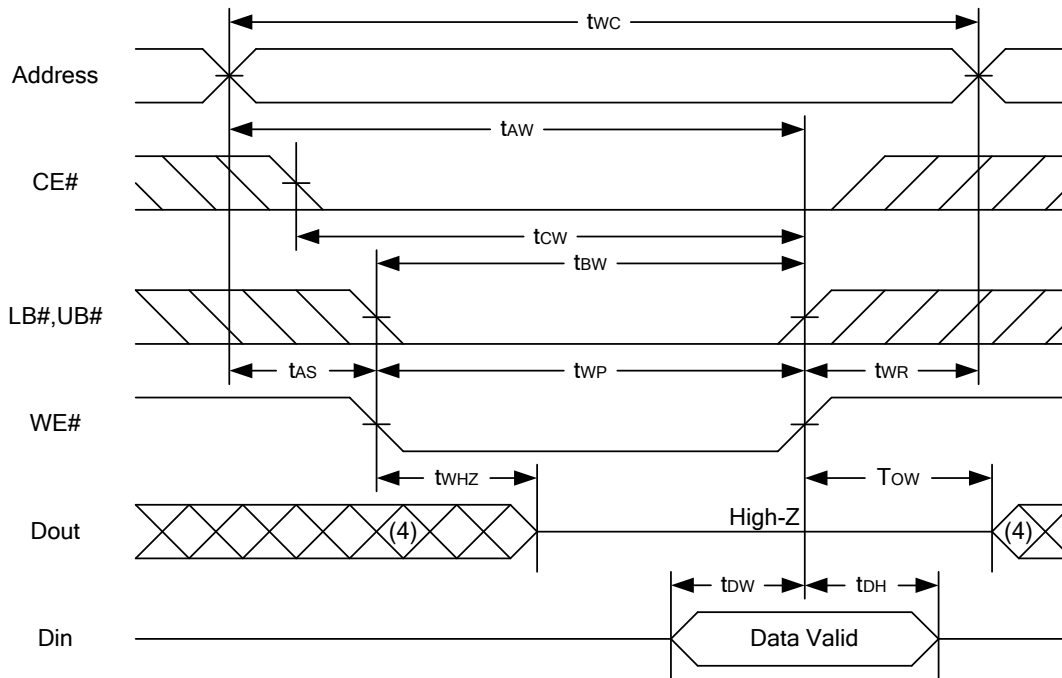 tWC
Address
tAW
CE#
tCW
tBW
LB#,UB#
tAS
tWP
tWR
WE#
tWHZ
TOW
Dout
(4)
High-Z
(4)
tDW
tDH
Din
Data Valid